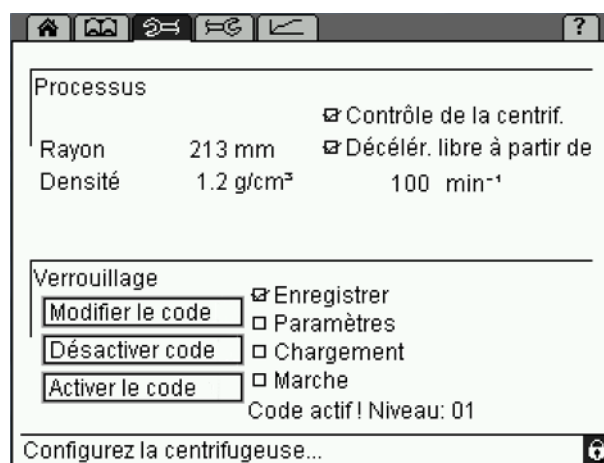 ?
Processus
Contrôle de la centrif.
Rayon 213 mm Décélér. libre à partir de
Densité 1.2 g/cm³ 100 min⁻¹
Verrouillage
Enregistrer
Modifier le code
Paramètres
Désactiver code
Chargement
Activer le code
Marche
Code actif ! Niveau: 01
Configurez la centrifugeuse...